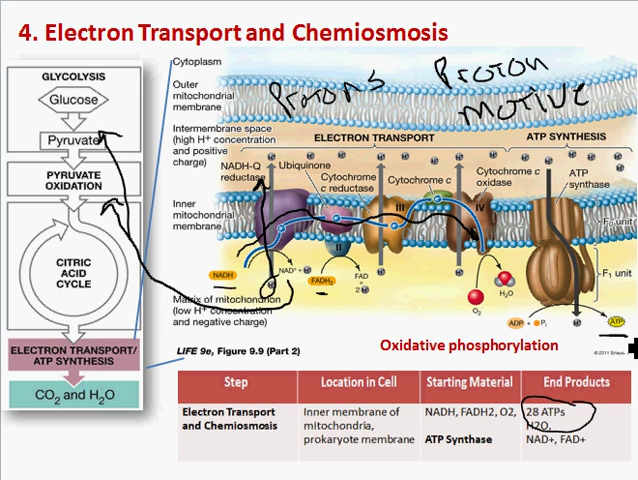 4. Electron Transport and Chemiosmosis
GLYCOLYSIS
Glucose
Pyruvate
PYRUVATE
OXIDATION
CITRIC
ACID
CYCLE
ELECTRON TRANSPORT/
ATP SYNTHESIS
CO2 and H2O
Cytoplasm
Outer
mitochondrial
membrane
Intermembrane space
(high H+ concentration
and positive
charge)
Inner
mitochondrial
membrane
Matrix of mitochondrion
(low H+ concentration
and negative charge)
Protons
Proton
Motive
ELECTRON TRANSPORT
ATP SYNTHESIS
NADH-Q
reductase
Ubiquinone
Cytochrome
c reductase
Cytochrome c
Cytochrome c
oxidase
ATP
synthase
H+ H+ H+ H+ H+ H+ H+ H+
I
II
III
IV
F0 unit
F1 unit
NADH
NAD+ + H+
FADH2
FAD
+
2 H+
O2
H2O
H+
ADP + Pi
H+
ATP
LIFE 9e, Figure 9.9 (Part 2)
Oxidative phosphorylation
Step
Location in Cell
Starting Material
End Products
Electron Transport
and Chemiosmosis
Inner membrane of
mitochondria,
prokaryote membrane
NADH, FADH2, O2,
ATP Synthase
28 ATPs
H2O,
NAD+, FAD+